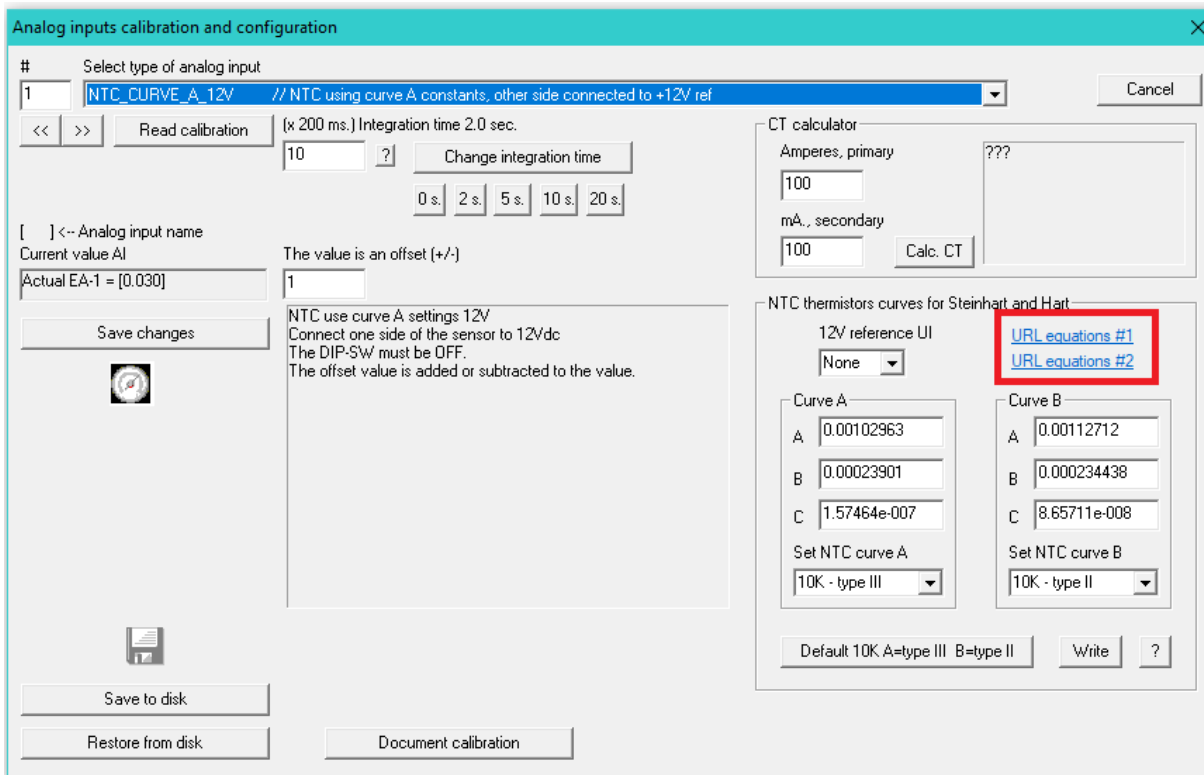 Analog inputs calibration and configuration
# Select type of analog input
1 NTC_CURVE_A_12V // NTC using curve A constants, other side connected to +12V ref
Cancel
<< >> Read calibration
(x 200 ms.) Integration time 2.0 sec.
10 ? Change integration time
0 s. 2 s. 5 s. 10 s. 20 s.
[ ] <-- Analog input name
Current value AI
Actual EA-1 = [0.030]
The value is an offset (+/-)
1
Save changes
NTC use curve A settings 12V
Connect one side of the sensor to 12Vdc
The DIP-SW must be OFF.
The offset value is added or subtracted to the value.
Save to disk
Restore from disk
Document calibration
CT calculator
Amperes, primary
100
mA., secondary
100 Calc. CT
???
NTC thermistors curves for Steinhart and Hart
12V reference UI
None
URL equations #1
URL equations #2
Curve A
A 0.00102963
B 0.00023901
C 1.57464e-007
Set NTC curve A
10K - type III
Curve B
A 0.00112712
B 0.000234438
C 8.65711e-008
Set NTC curve B
10K - type II
Default 10K A=type III B=type II
Write ?